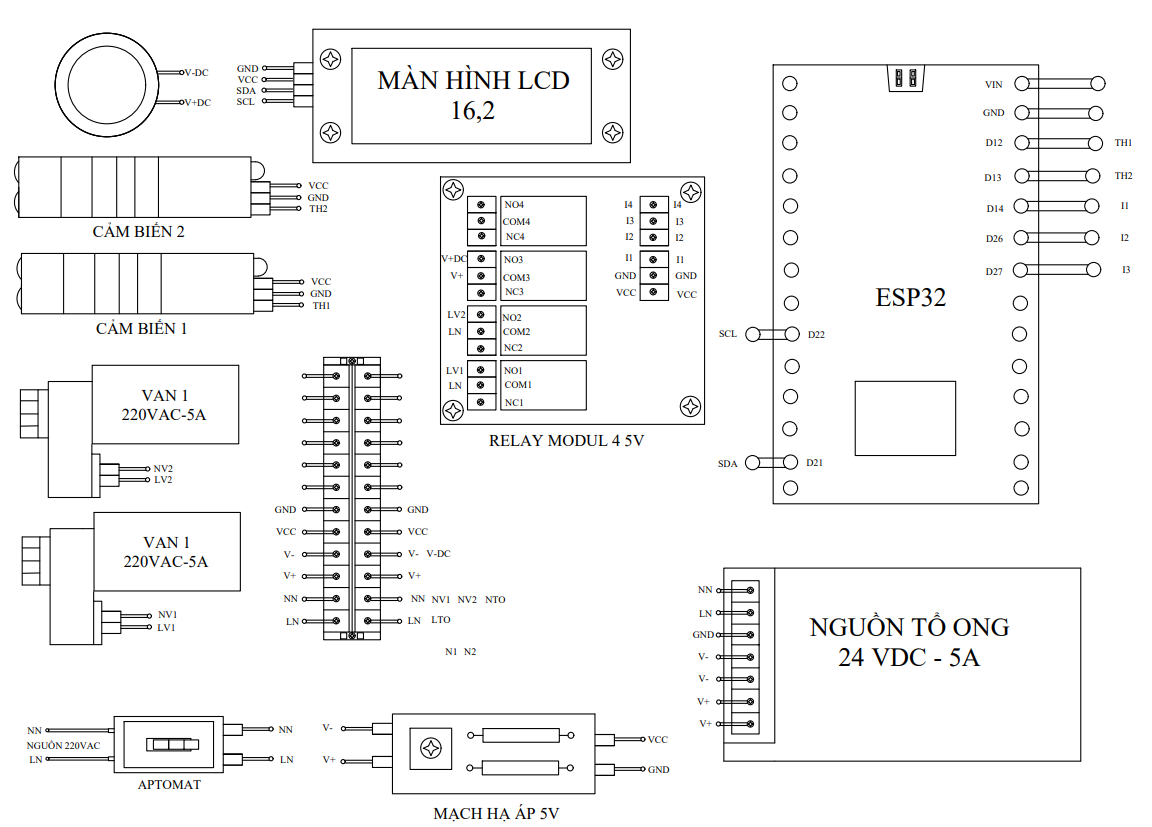 V-DC
V+DC
GND
VCC
SDA
SCL
MÀN HÌNH LCD
16,2
VCC
GND
TH2
CẢM BIẾN 2
VCC
GND
TH1
CẢM BIẾN 1
VAN 1
220VAC-5A
NV2
LV2
VAN 1
220VAC-5A
NV1
LV1
NO4
COM4
NC4
V+DC
NO3
V+
COM3
NC3
LV2
NO2
LN
COM2
NC2
LV1
NO1
LN
COM1
NC1
I4 I4
I3 I3
I2 I2
I1 I1
GND GND
VCC VCC
RELAY MODUL 4 5V
VIN
GND
D12 TH1
D13 TH2
D14 I1
D26 I2
D27 I3
ESP32
SCL D22
SDA D21
GND GND
VCC VCC
V- V- V-DC
V+ V+
NN NN NV1 NV2 NTO
LN LN LTO
N1 N2
NN
LN
GND
V-
V-
V+
V+
NGUỒN TỔ ONG
24 VDC - 5A
NN NN
NGUỒN 220VAC
LN LN
APTOMAT
V- VCC
V+ GND
MẠCH HẠ ÁP 5V